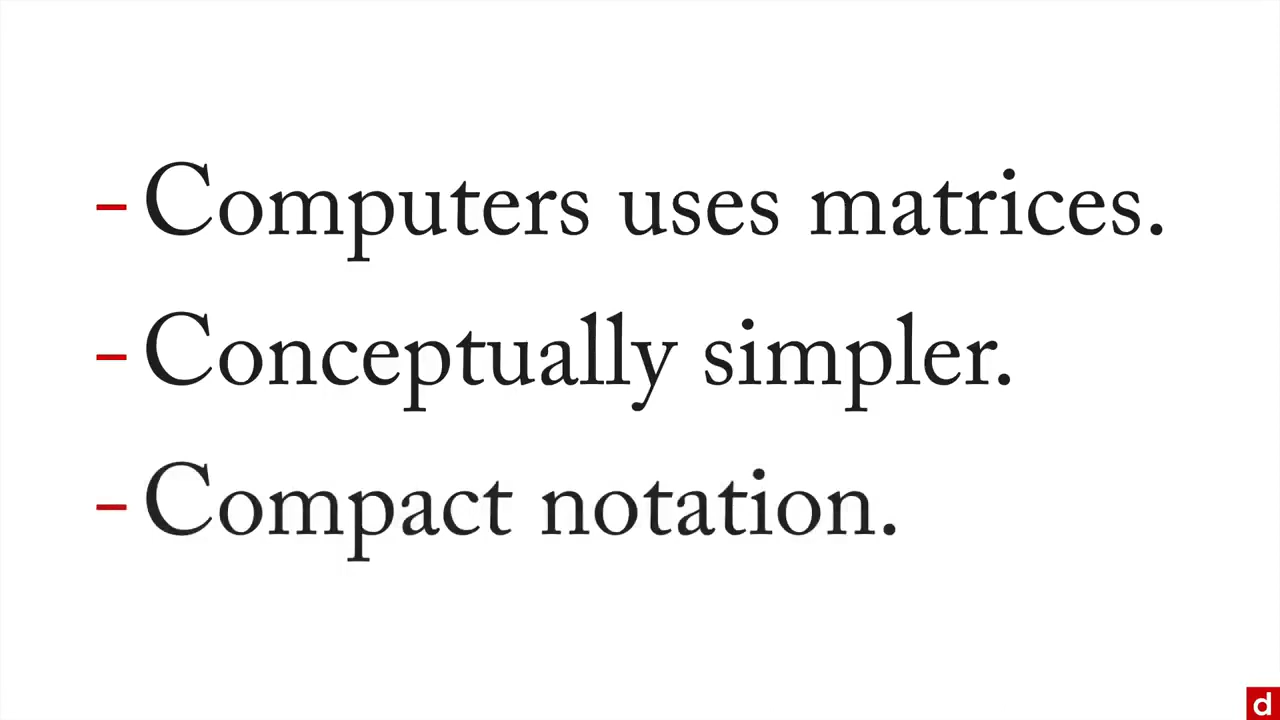 - Computers uses matrices.
- Conceptually simpler.
- Compact notation.
d